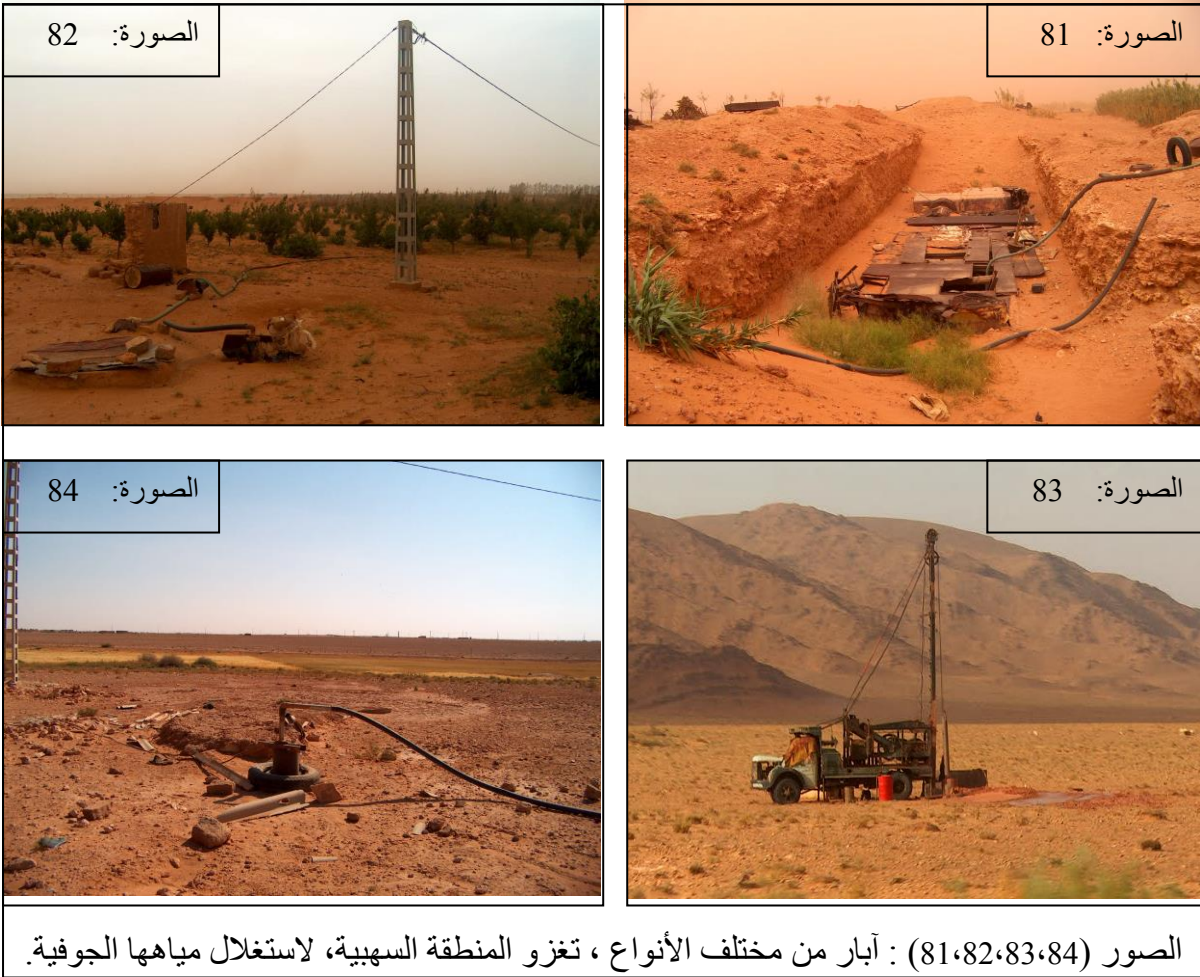 الصورة: 81
الصورة: 82
الصورة: 83
الصورة: 84
الصور (81،82،83،84) : آبار من مختلف الأنواع ، تغزو المنطقة السهبية، لاستغلال مياهها الجوفية.